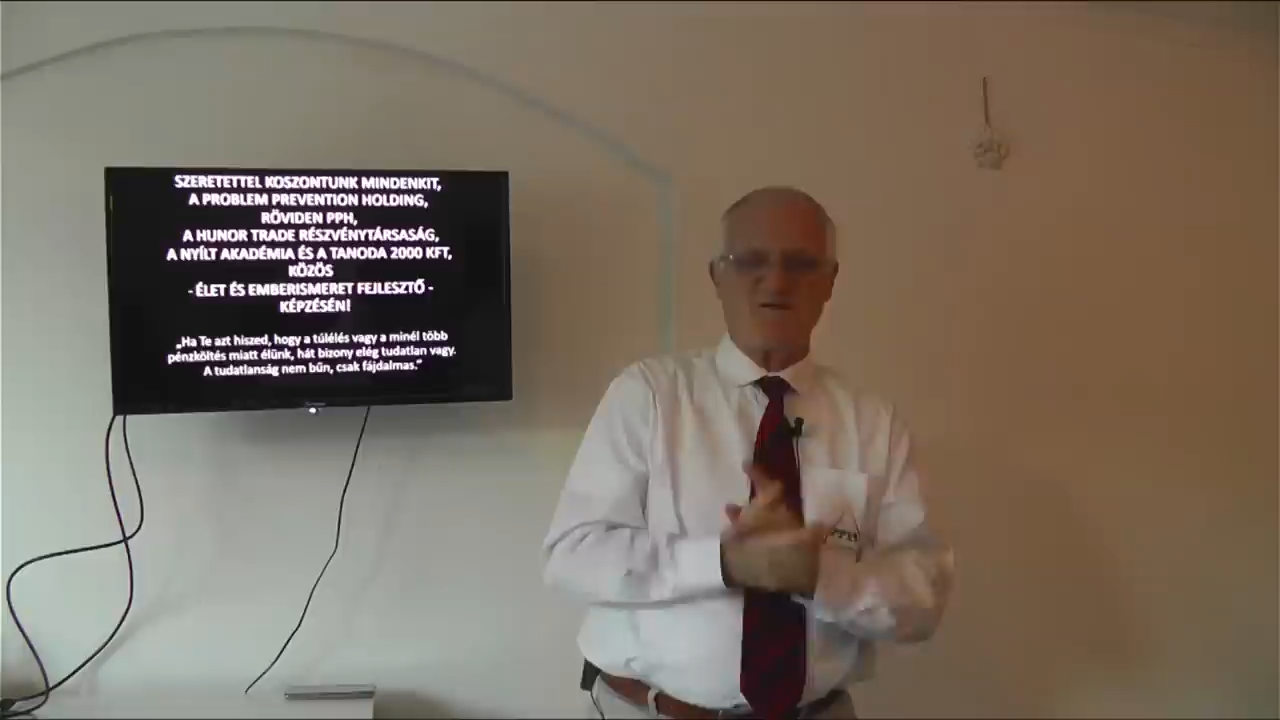 SZERETETTEL KOSZONTUNK MINDENKIT,
A PROBLEM PREVENTION HOLDING,
RÖVIDEN PPH,
A HUNOR TRADE RÉSZVÉNYTÁRSASÁG,
A NYÍLT AKADÉMIA ÉS A TANODA 2000 KFT,
KÖZÖS
- ÉLET ÉS EMBERISMERET FEJLESZTŐ -
KÉPZÉSÉN!
„Ha Te azt hiszed, hogy a túlélés vagy a minél több
pénzköltés miatt élünk, hát bizony elég tudatlan vagy.
A tudatlanság nem bűn, csak fájdalmas.”